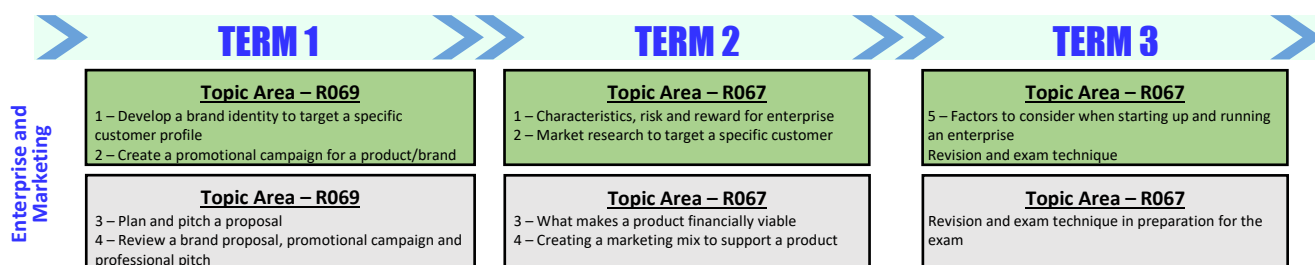 TERM 1
TERM 2
TERM 3
Enterprise and
Marketing
Topic Area – R069
1 – Develop a brand identity to target a specific
customer profile
2 – Create a promotional campaign for a product/brand
Topic Area – R067
1 – Characteristics, risk and reward for enterprise
2 – Market research to target a specific customer
Topic Area – R067
5 – Factors to consider when starting up and running
an enterprise
Revision and exam technique
Topic Area – R069
3 – Plan and pitch a proposal
4 – Review a brand proposal, promotional campaign and
professional pitch
Topic Area – R067
3 – What makes a product financially viable
4 – Creating a marketing mix to support a product
Topic Area – R067
Revision and exam technique in preparation for the
exam